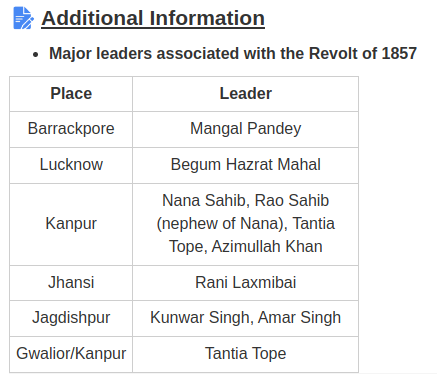 Additional Information
• Major leaders associated with the Revolt of 1857
Place Leader
Barrackpore Mangal Pandey
Lucknow Begum Hazrat Mahal
Kanpur Nana Sahib, Rao Sahib
(nephew of Nana), Tantia
Tope, Azimullah Khan
Jhansi Rani Laxmibai
Jagdishpur Kunwar Singh, Amar Singh
Gwalior/Kanpur Tantia Tope